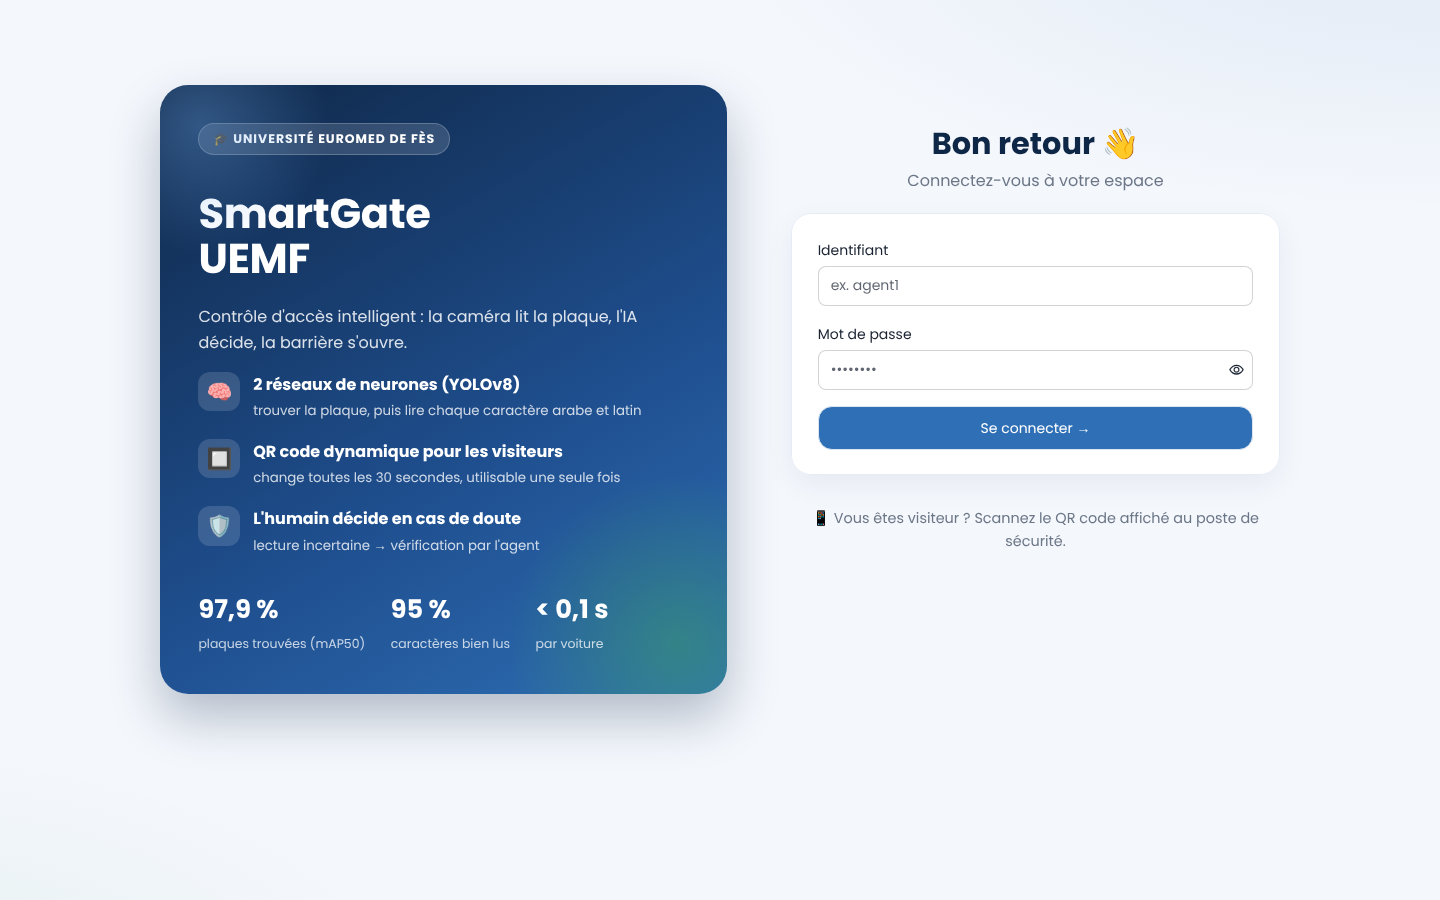 🎓 UNIVERSITÉ EUROMED DE FÈS
SmartGate
UEMF
Contrôle d'accès intelligent : la caméra lit la plaque, l'IA
décide, la barrière s'ouvre.
2 réseaux de neurones (YOLOv8)
trouver la plaque, puis lire chaque caractère arabe et latin
QR code dynamique pour les visiteurs
change toutes les 30 secondes, utilisable une seule fois
L'humain décide en cas de doute
lecture incertaine → vérification par l'agent
97,9 %
plaques trouvées (mAP50)
95 %
caractères bien lus
< 0,1 s
par voiture
Bon retour 👋
Connectez-vous à votre espace
Identifiant
ex. agent1
Mot de passe
••••••••
Se connecter →
📱 Vous êtes visiteur ? Scannez le QR code affiché au poste de
sécurité.